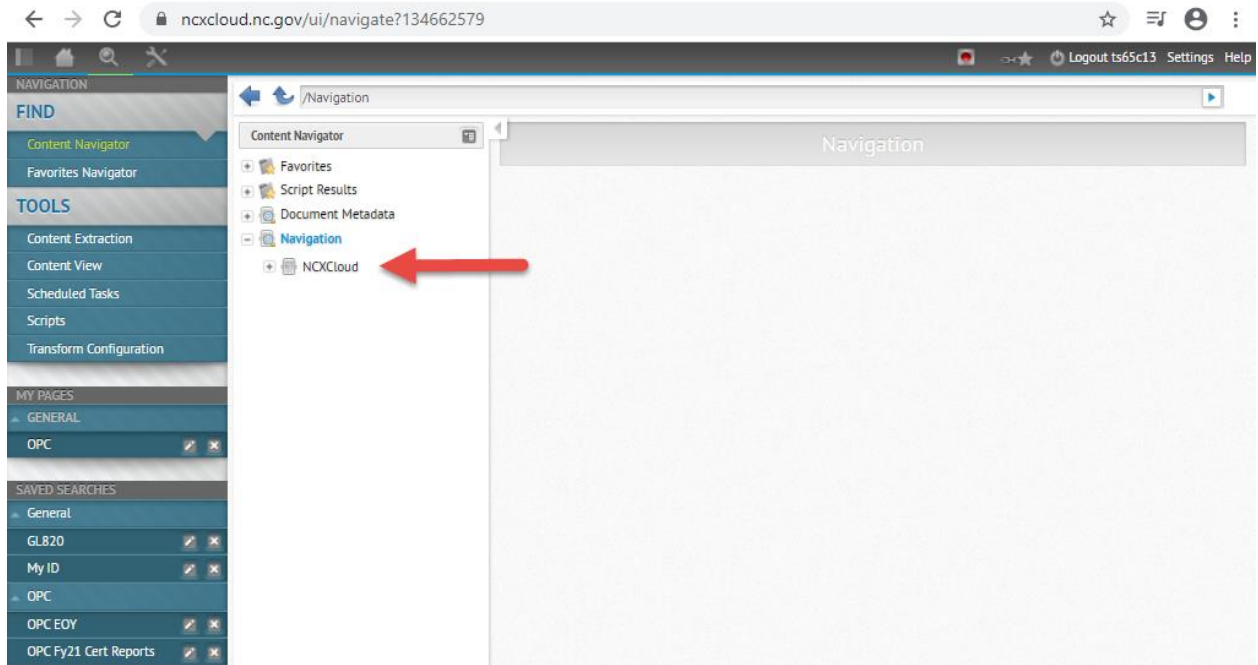 ncxcloud.nc.gov/ui/navigate?134662579
Logout ts65c13 Settings Help
NAVIGATION
FIND
Content Navigator
Favorites Navigator
TOOLS
Content Extraction
Content View
Scheduled Tasks
Scripts
Transform Configuration
MY PAGES
GENERAL
OPC
SAVED SEARCHES
General
GL820
My ID
OPC
OPC EOY
OPC Fy21 Cert Reports
/Navigation
Content Navigator
Favorites
Script Results
Document Metadata
Navigation
NCXCloud
Navigation